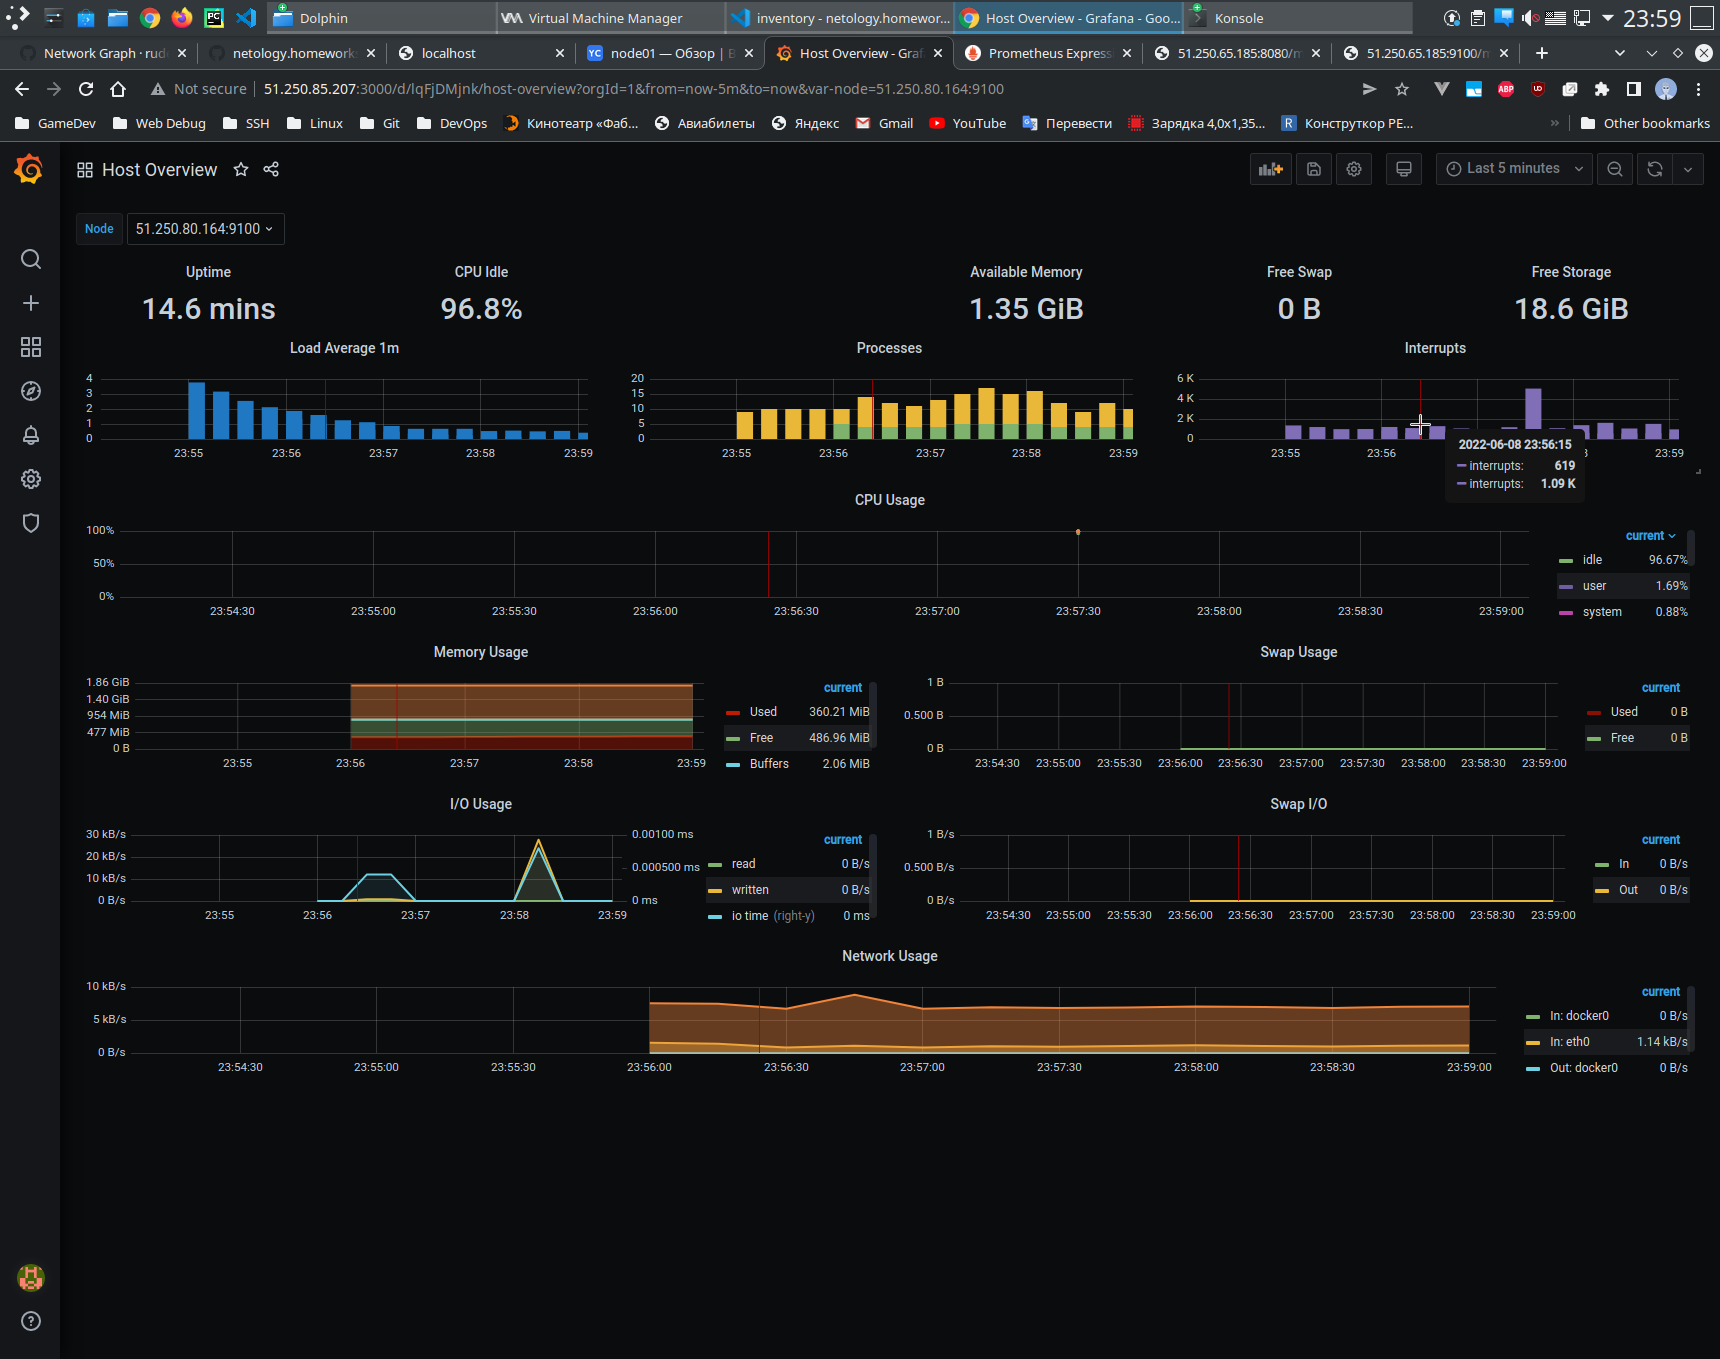 Dolphin
Virtual Machine Manager
inventory - netology.homewor...
Host Overview - Grafana - Goo...
Konsole
23:59
Network Graph · rud
netology.homework
localhost
YC node01 — Обзор | B
Host Overview - Graf
Prometheus Express
51.250.65.185:8080/m
51.250.65.185:9100/m
Not secure
51.250.85.207:3000/d/lqFjDMjnk/host-overview?orgId=1&from=now-5m&to=now&var-node=51.250.80.164:9100
ABP
GameDev
Web Debug
SSH
Linux
Git
DevOps
Кинотеатр «Фаб...
Авиабилеты
Яндекс
Gmail
YouTube
Перевести
Зарядка 4,0x1,35...
R Конструткор РЕ...
»
Other bookmarks
Host Overview
Last 5 minutes
Node
51.250.80.164:9100
Uptime
14.6 mins
CPU Idle
96.8%
Available Memory
1.35 GiB
Free Swap
0 B
Free Storage
18.6 GiB
Load Average 1m
4
3
2
1
0
23:55 23:56 23:57 23:58 23:59
Processes
20
15
10
5
0
23:55 23:56 23:57 23:58 23:59
Interrupts
6 K
4 K
2 K
0
23:55 23:56 23:59
2022-06-08 23:56:15
interrupts: 619
interrupts: 1.09 K
CPU Usage
100%
50%
0%
23:54:30 23:55:00 23:55:30 23:56:00 23:56:30 23:57:00 23:57:30 23:58:00 23:58:30 23:59:00
current
idle 96.67%
user 1.69%
system 0.88%
Memory Usage
1.86 GiB
1.40 GiB
954 MiB
477 MiB
0 B
23:55 23:56 23:57 23:58 23:59
current
Used 360.21 MiB
Free 486.96 MiB
Buffers 2.06 MiB
Swap Usage
1 B
0.500 B
0 B
23:54:30 23:55:00 23:55:30 23:56:00 23:56:30 23:57:00 23:57:30 23:58:00 23:58:30 23:59:00
current
Used 0 B
Free 0 B
I/O Usage
30 kB/s
20 kB/s
10 kB/s
0 B/s
0.00100 ms
0.000500 ms
0 ms
23:55 23:56 23:57 23:58 23:59
current
read 0 B/s
written 0 B/s
io time (right-y) 0 ms
Swap I/O
1 B/s
0.500 B/s
0 B/s
23:54:30 23:55:00 23:55:30 23:56:00 23:56:30 23:57:00 23:57:30 23:58:00 23:58:30 23:59:00
current
In 0 B/s
Out 0 B/s
Network Usage
10 kB/s
5 kB/s
0 B/s
23:54:30 23:55:00 23:55:30 23:56:00 23:56:30 23:57:00 23:57:30 23:58:00 23:58:30 23:59:00
current
In: docker0 0 B/s
In: eth0 1.14 kB/s
Out: docker0 0 B/s